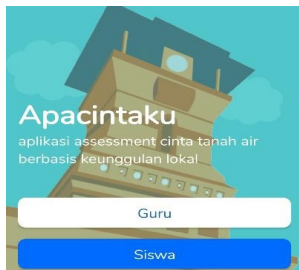 Apacintaku
aplikasi assessment cinta tanah air
berbasis keunggulan lokal
Guru
Siswa